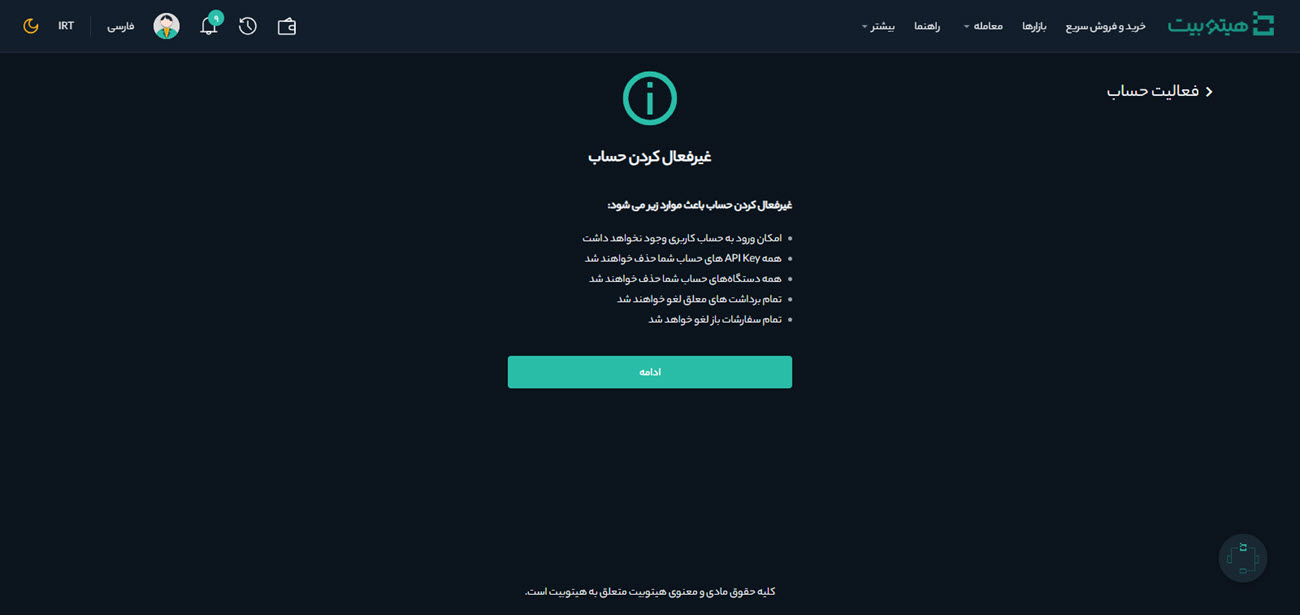 هیتوبیت
خرید و فروش سریع
بازارها
معامله
راهنما
بیشتر
۹
فارسی
IRT
فعالیت حساب
غیرفعال کردن حساب
غیرفعال کردن حساب باعث موارد زیر می شود:
امکان ورود به حساب کاربری وجود نخواهد داشت
همه API Key های حساب شما حذف خواهند شد
همه دستگاه‌های حساب شما حذف خواهند شد
تمام برداشت های معلق لغو خواهند شد
تمام سفارشات باز لغو خواهد شد
ادامه
کلیه حقوق مادی و معنوی هیتوبیت متعلق به هیتوبیت است.